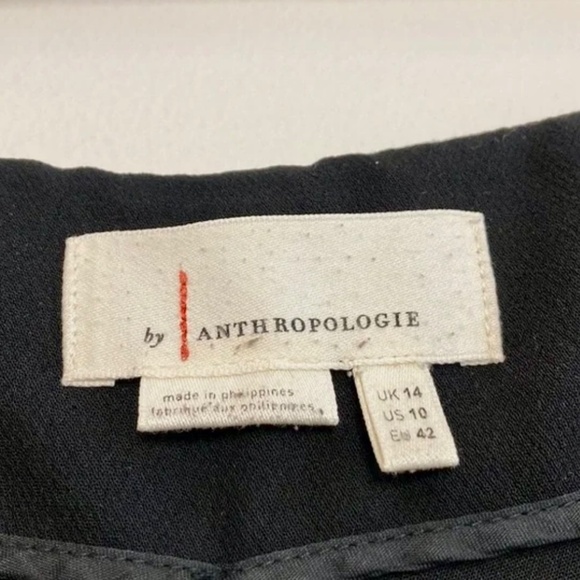 by ANTHROPOLOGIE
made in philippines
fabriqué aux philippines
UK 14
US 10
EU 42